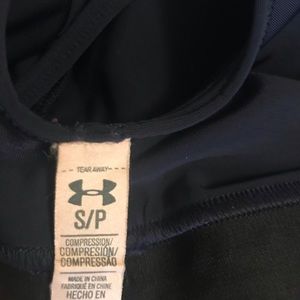 TEAR AWAY
S/P
COMPRESSION/
COMPRESIÓN/
COMPRESSÃO
MADE IN CHINA
FABRIQUÉ EN CHINE
HECHO EN